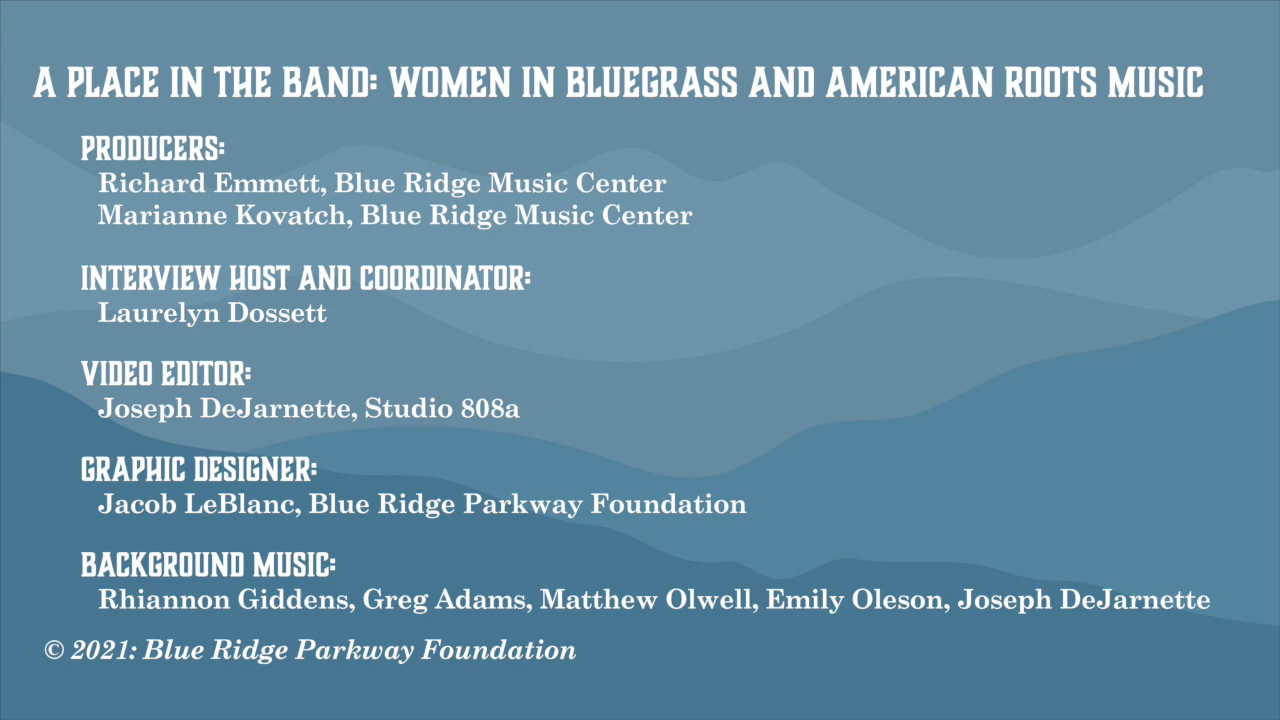 A PLACE IN THE BAND: WOMEN IN BLUEGRASS AND AMERICAN ROOTS MUSIC
PRODUCERS:
Richard Emmett, Blue Ridge Music Center
Marianne Kovatch, Blue Ridge Music Center
INTERVIEW HOST AND COORDINATOR:
Laurelyn Dossett
VIDEO EDITOR:
Joseph DeJarnette, Studio 808a
GRAPHIC DESIGNER:
Jacob LeBlanc, Blue Ridge Parkway Foundation
BACKGROUND MUSIC:
Rhiannon Giddens, Greg Adams, Matthew Olwell, Emily Oleson, Joseph DeJarnette
© 2021: Blue Ridge Parkway Foundation